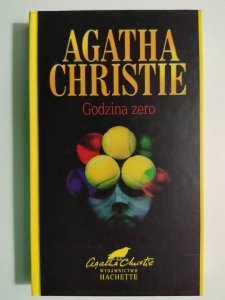 AGATHA
CHRISTIE
Godzina zero
Agatha Christie
WYDAWNICTWO
HACHETTE